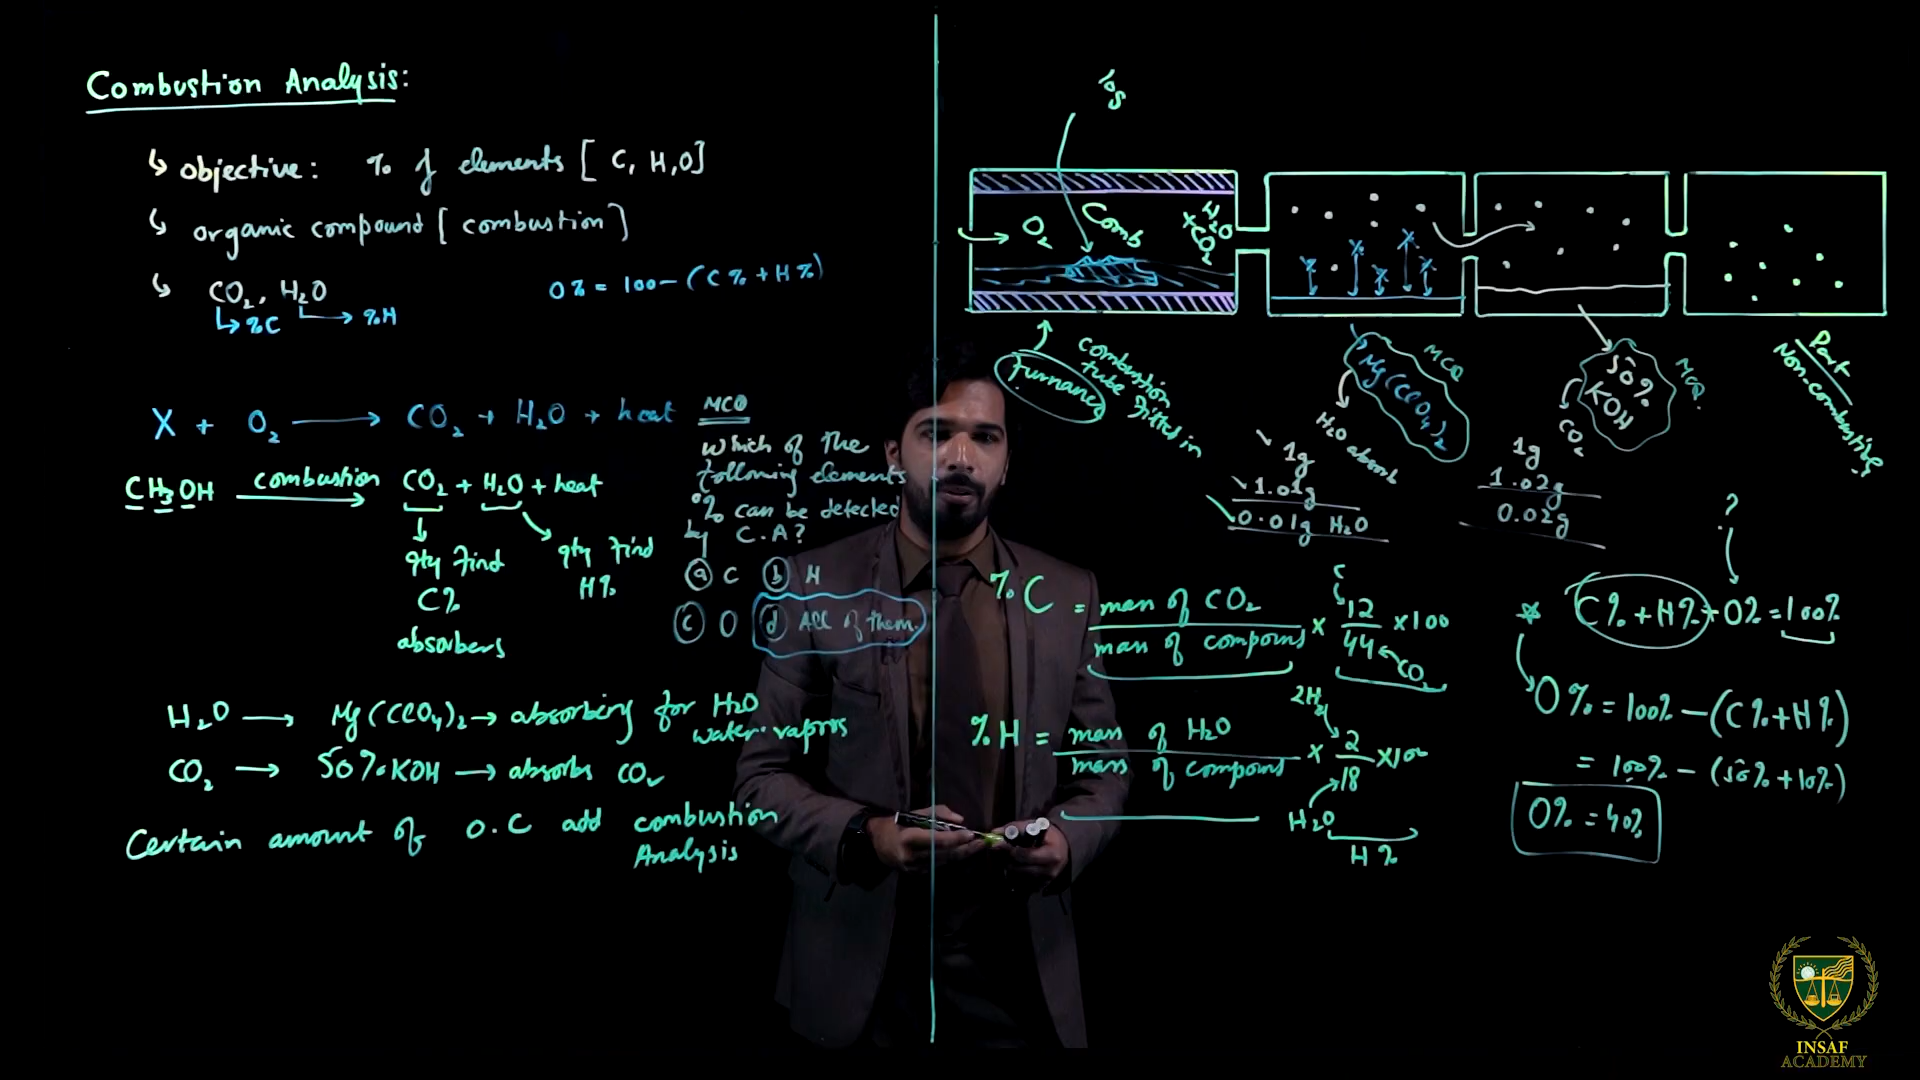 Combustion Analysis:
↳ objective: % of elements [C, H, O]
↳ organic compound [combustion]
↳ CO₂, H₂O
↳ %C → %H
O% = 100 - (C% + H%)
X + O₂ → CO₂ + H₂O + heat
CH₃OH combustion → CO₂ + H₂O + heat
qty find
C%
absorbers
qty find
H%
MCQ
which of the
following elements
% can be detected
by C.A?
(a) C (b) H
(c) O (d) All of them.
H₂O → Mg(ClO₄)₂ → absorbing for H₂O
water vapros
CO₂ → 50% KOH → absorbs CO₂
Certain amount of O.C add combustion
Analysis
O₂
Comb
H₂O
+
CO₂
furnance
combustion
tube fitted in
MCQ
Mg(ClO₄)₂
H₂O absorb
MCQ.
50%
KOH
CO₂
Part
Non-combustive
1g
1.01g
0.01g H₂O
1g
1.02g
0.02g
?
%C = mass of CO₂ / mass of compouns × 12 / 44 × 100
C
CO₂
%H = mass of H₂O / mass of compouns × 2 / 18 × 100
2H
H₂O
H%
* C% + H% + O% = 100%
O% = 100% - (C% + H%)
= 100% - (50% + 10%)
O% = 40%
INSAF
ACADEMY